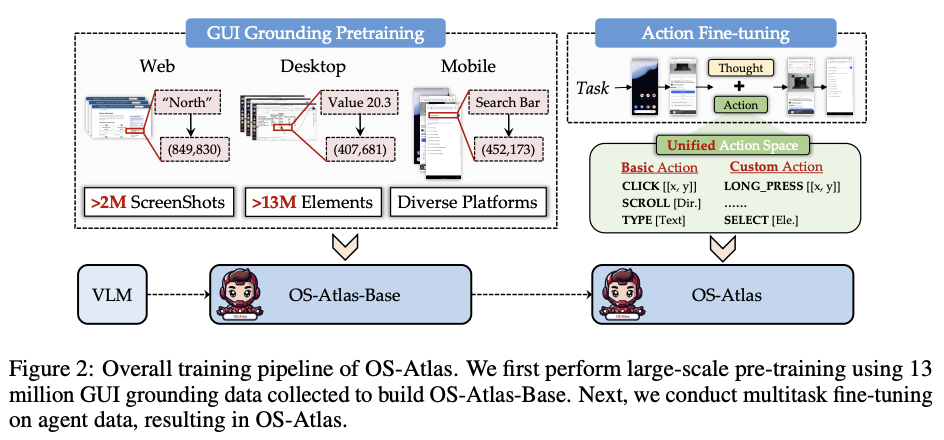 GUI Grounding Pretraining
Web
Desktop
Mobile
“North”
(849,830)
Value 20.3
(407,681)
Search Bar
(452,173)
>2M ScreenShots
>13M Elements
Diverse Platforms
Action Fine-tuning
Task
Thought
+
Action
Unified Action Space
Basic Action
CLICK [[x, y]]
SCROLL [Dir.]
TYPE [Text]
Custom Action
LONG_PRESS [[x, y]]
……
SELECT [Ele.]
VLM
OS-Atlas
OS-Atlas-Base
OS-Atlas
OS-Atlas
Figure 2: Overall training pipeline of OS-Atlas. We first perform large-scale pre-training using 13
million GUI grounding data collected to build OS-Atlas-Base. Next, we conduct multitask fine-tuning
on agent data, resulting in OS-Atlas.